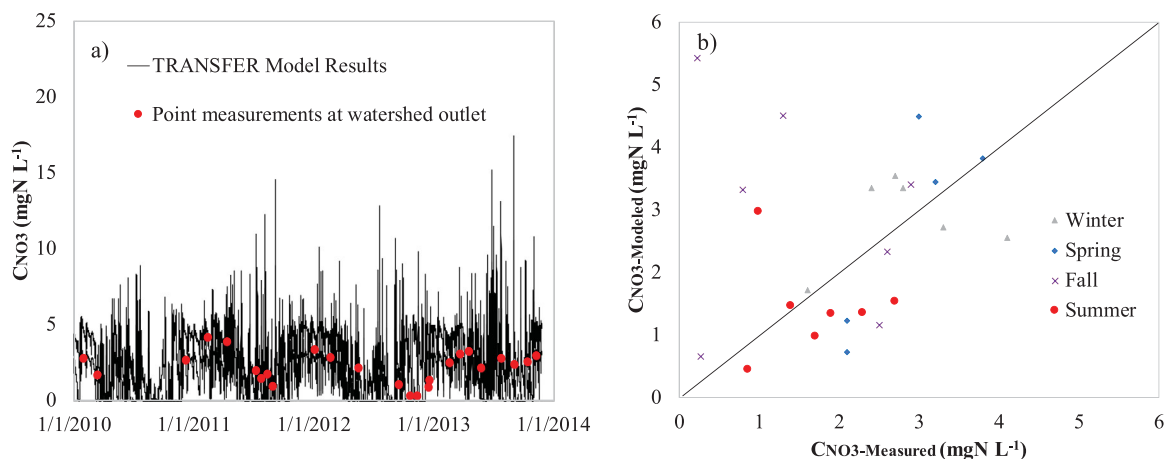 a)
TRANSFER Model Results
Point measurements at watershed outlet
CNO3 (mgN L-1)
25
20
15
10
5
0
1/1/2010
1/1/2011
1/1/2012
1/1/2013
1/1/2014
b)
CNO3-Modeled (mgN L-1)
6
5
4
3
2
1
0
Winter
Spring
Fall
Summer
0
1
2
3
4
5
6
CNO3-Measured (mgN L-1)